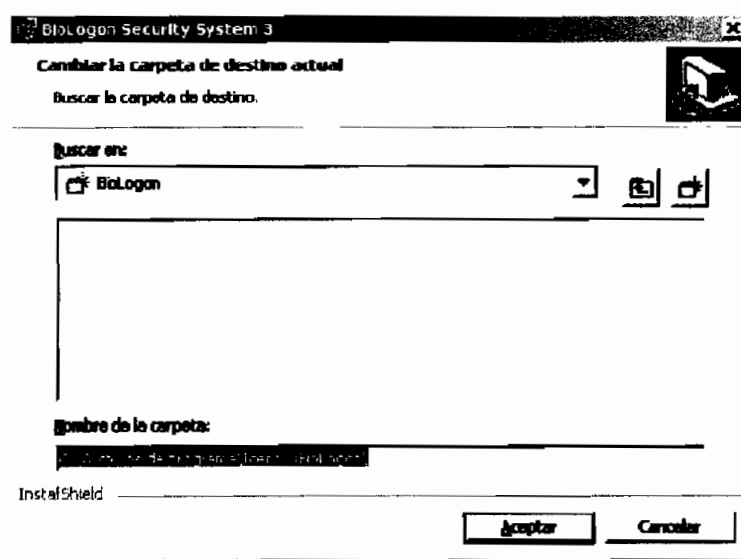 BioLogon Security System 3
Cambiar la carpeta de destino actual
Buscar la carpeta de destino.
Buscar en:
BioLogon
Nombre de la carpeta:
InstallShield
Aceptar
Cancelar